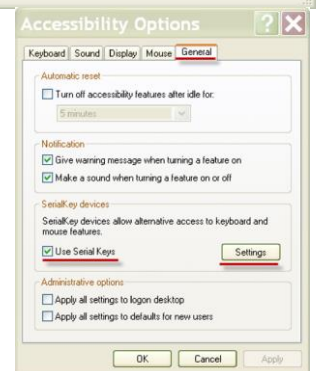 Accessibility Options
Keyboard Sound Display Mouse General
Automatic reset
Turn off accessibility features after idle for:
5 minutes
Notification
Give warning message when turning a feature on
Make a sound when turning a feature on or off
SerialKey devices
SerialKey devices allow alternative access to keyboard and
mouse features.
Use Serial Keys Settings
Administrative options
Apply all settings to logon desktop
Apply all settings to defaults for new users
OK Cancel Apply